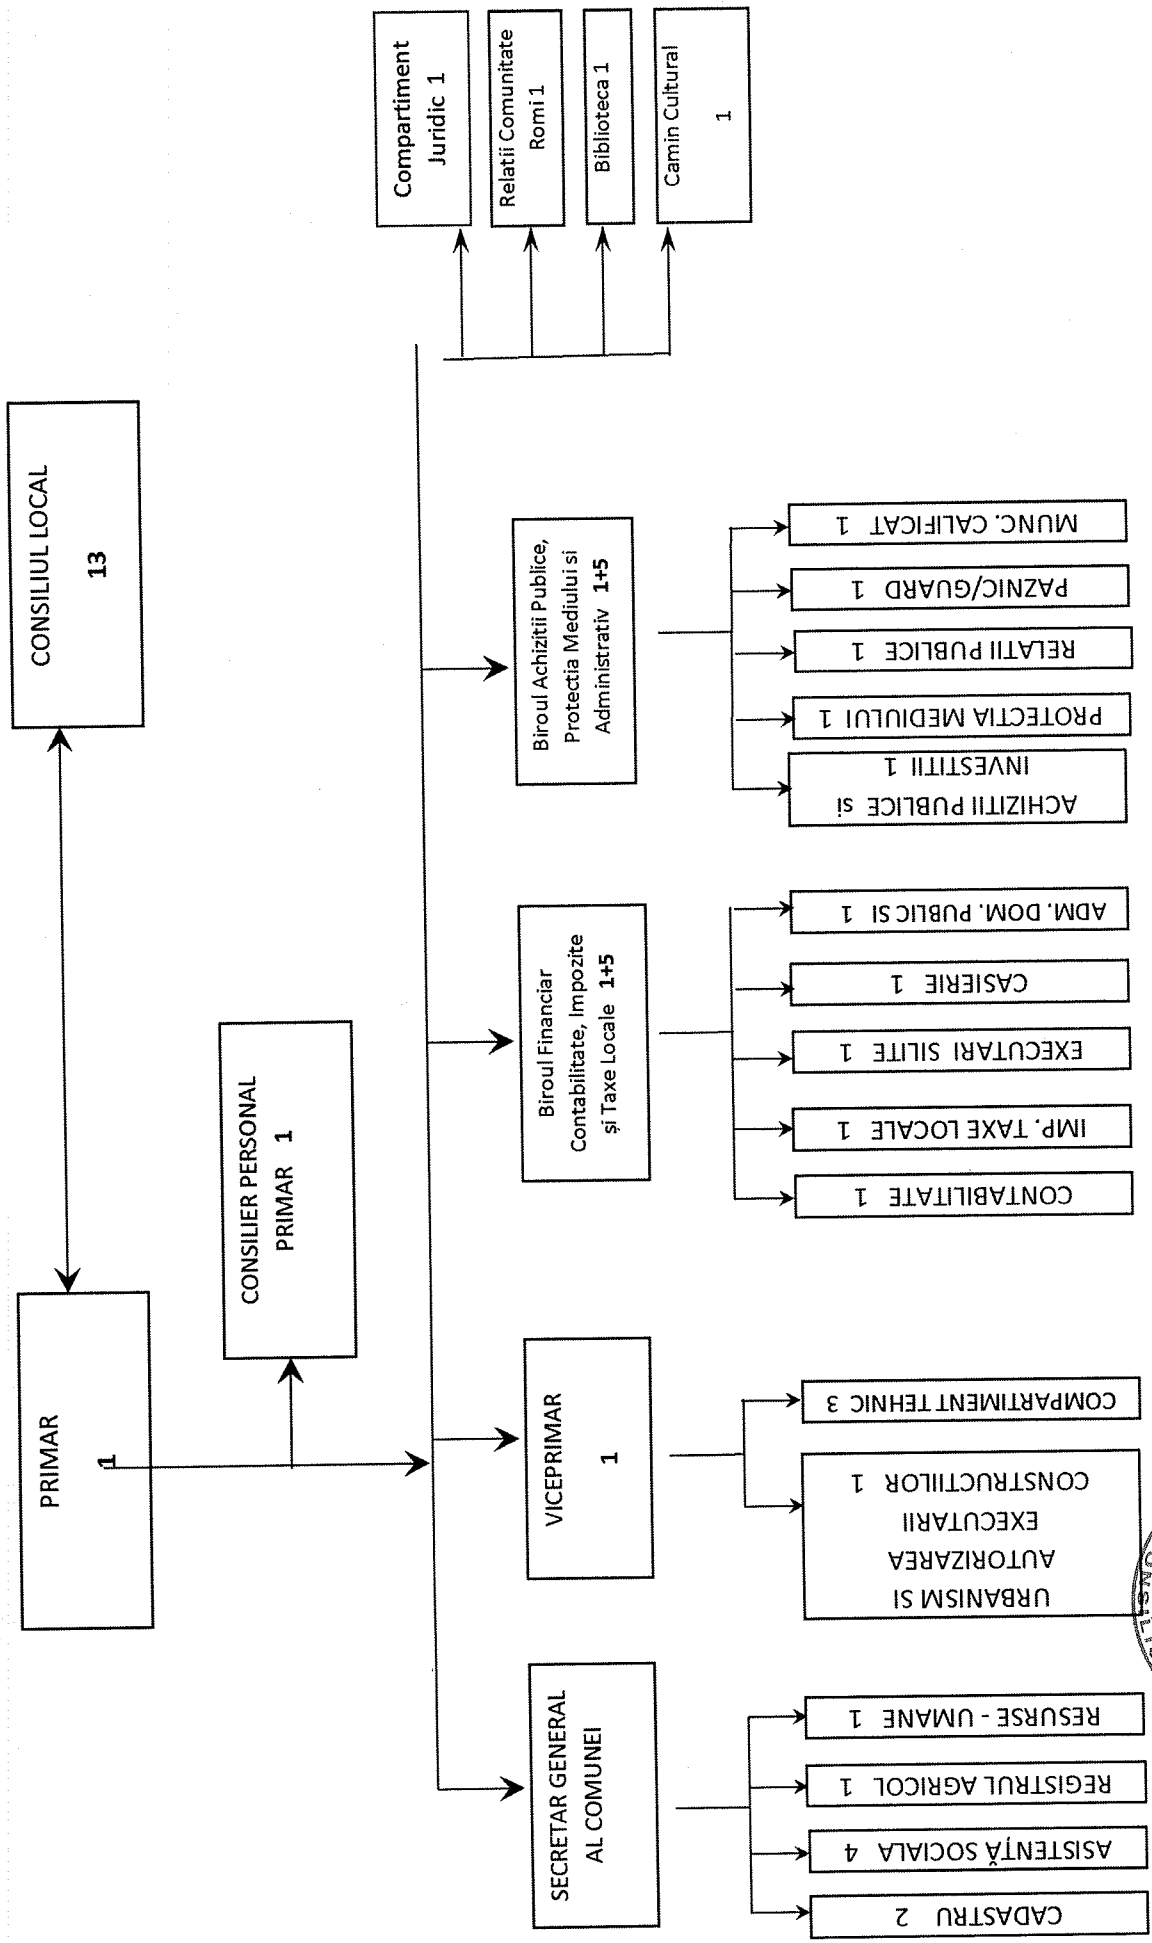 PRIMAR
1
CONSILIUL LOCAL
13
CONSILIER PERSONAL
PRIMAR 1
Compartiment
Juridic 1
Relatii Comunitate
Romi 1
Biblioteca 1
Camin Cultural
1
SECRETAR GENERAL
AL COMUNEI
VICEPRIMAR
1
Biroul Financiar
Contabilitate, Impozite
și Taxe Locale 1+5
Biroul Achizitii Publice,
Protectia Mediului si
Administrativ 1+5
CADASTRU 2
ASISTENȚĂ SOCIALA 4
REGISTRUL AGRICOL 1
RESURSE - UMANE 1
URBANISM SI
AUTORIZAREA
EXECUTARII
CONSTRUCTIILOR 1
COMPARTIMENT TEHNIC 3
CONTABILITATE 1
IMP. TAXE LOCALE 1
EXECUTARI SILITE 1
CASIERIE 1
ADM. DOM. PUBLIC SI 1
ACHIZITII PUBLICE si
INVESTITII 1
PROTECTIA MEDIULUI 1
RELATII PUBLICE 1
PAZNIC/GUARD 1
MUNC. CALIFICAT 1